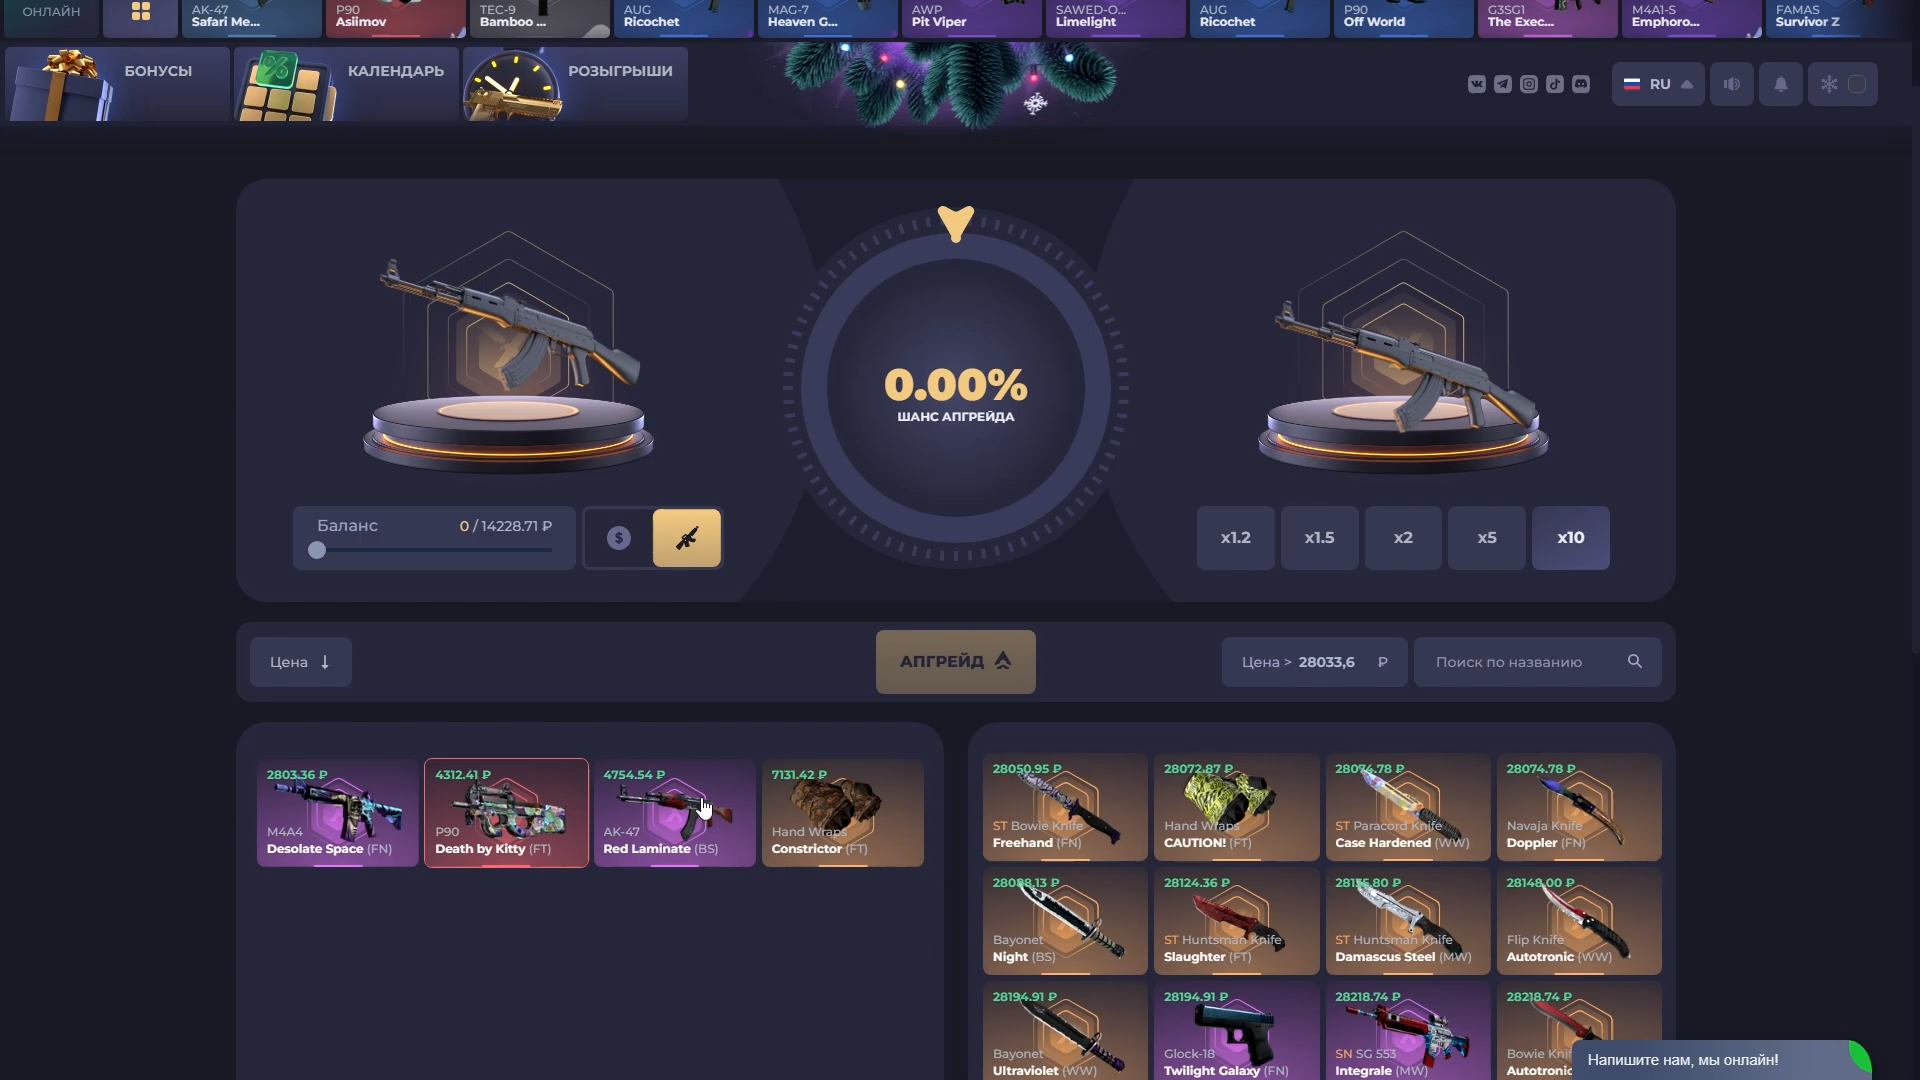 ОНЛАЙН
AK-47
Safari Me...
P90
Asiimov
TEC-9
Bamboo ...
AUG
Ricochet
MAG-7
Heaven G...
AWP
Pit Viper
SAWED-O...
Limelight
AUG
Ricochet
P90
Off World
G3SG1
The Exec...
M4A1-S
Emphoro...
FAMAS
Survivor Z
БОНУСЫ
КАЛЕНДАРЬ
РОЗЫГРЫШИ
RU
0.00%
ШАНС АПГРЕЙДА
Баланс 0 / 14228.71 ₽
x1.2 x1.5 x2 x5 x10
Цена ↓
АПГРЕЙД
Цена > 28033,6 ₽
Поиск по названию
2803.36 ₽
M4A4
Desolate Space (FN)
4312.41 ₽
P90
Death by Kitty (FT)
4754.54 ₽
AK-47
Red Laminate (BS)
7131.42 ₽
Hand Wraps
Constrictor (FT)
28050.95 ₽
ST Bowie Knife
Freehand (FN)
28072.87 ₽
Hand Wraps
CAUTION! (FT)
28074.78 ₽
ST Paracord Knife
Case Hardened (WW)
28074.78 ₽
Navaja Knife
Doppler (FN)
Bayonet
Night (BS)
28124.36 ₽
ST Huntsman Knife
Slaughter (FT)
ST Huntsman Knife
Damascus Steel (MW)
28148.00 ₽
Flip Knife
Autotronic (WW)
28194.91 ₽
Bayonet
Ultraviolet (WW)
28194.91 ₽
Glock-18
Twilight Galaxy (FN)
28218.74 ₽
SN SG 553
Integrale (MW)
28218.74 ₽
Bowie
Autotronic
Напишите нам, мы онлайн!